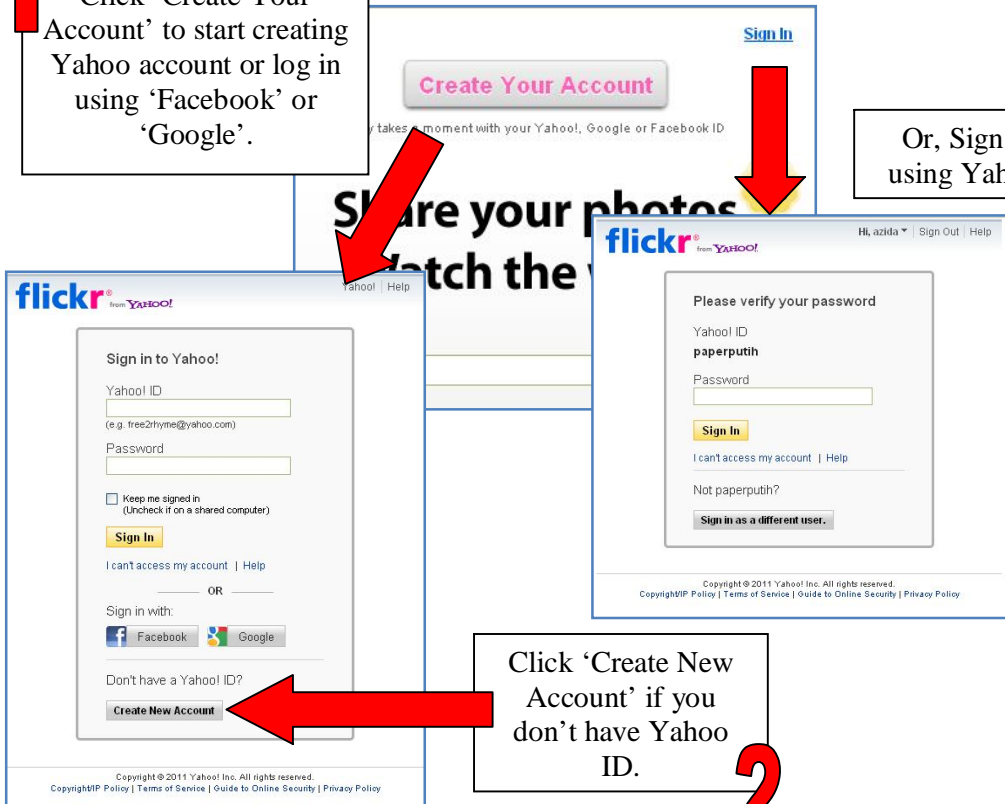 Click ‘Create Your
Account’ to start creating
Yahoo account or log in
using ‘Facebook’ or
‘Google’.
Sign In
Create Your Account
takes a moment with your Yahoo!, Google or Facebook ID
Share your photos
Watch the
Or, Sign
using
flickr from YAHOO!
Hi, azida | Sign Out | Help
Please verify your password
Yahoo! ID
paperputih
Password
Sign In
I can't access my account | Help
Not paperputih?
Sign in as a different user.
Copyright © 2011 Yahoo! Inc. All rights reserved.
Copyright/IP Policy | Terms of Service | Guide to Online Security | Privacy Policy
flickr from YAHOO!
Yahoo! | Help
Sign in to Yahoo!
Yahoo! ID
(e.g. free2rhyme@yahoo.com)
Password
Keep me signed in
(Uncheck if on a shared computer)
Sign In
I can't access my account | Help
OR
Sign in with:
Facebook Google
Don't have a Yahoo! ID?
Create New Account
Copyright © 2011 Yahoo! Inc. All rights reserved.
Copyright/IP Policy | Terms of Service | Guide to Online Security | Privacy Policy
Click ‘Create New
Account’ if you
don’t have Yahoo
ID.
2